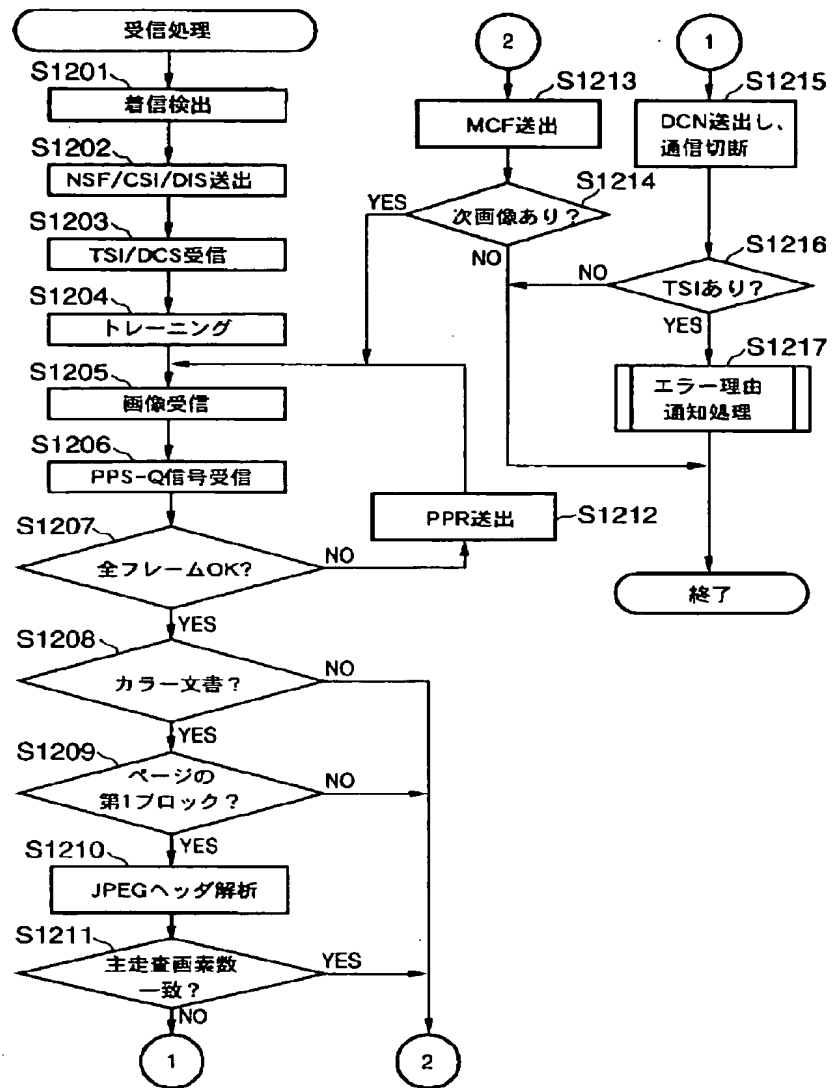 受信処理
S1201
着信検出
S1202
NSF/CSI/DIS送出
S1203
TSI/DCS受信
S1204
トレーニング
S1205
画像受信
S1206
PPS-Q信号受信
S1207
全フレームOK?
NO
YES
S1208
カラー文書?
NO
YES
S1209
ページの
第1ブロック?
NO
YES
S1210
JPEGヘッダ解析
S1211
主走査画素数
一致?
YES
NO
1
2
PPR送出
S1212
2
S1213
MCF送出
S1214
次画像あり?
YES
NO
1
S1215
DCN送出し、
通信切断
S1216
TSIあり?
NO
YES
S1217
エラー理由
通知処理
終了